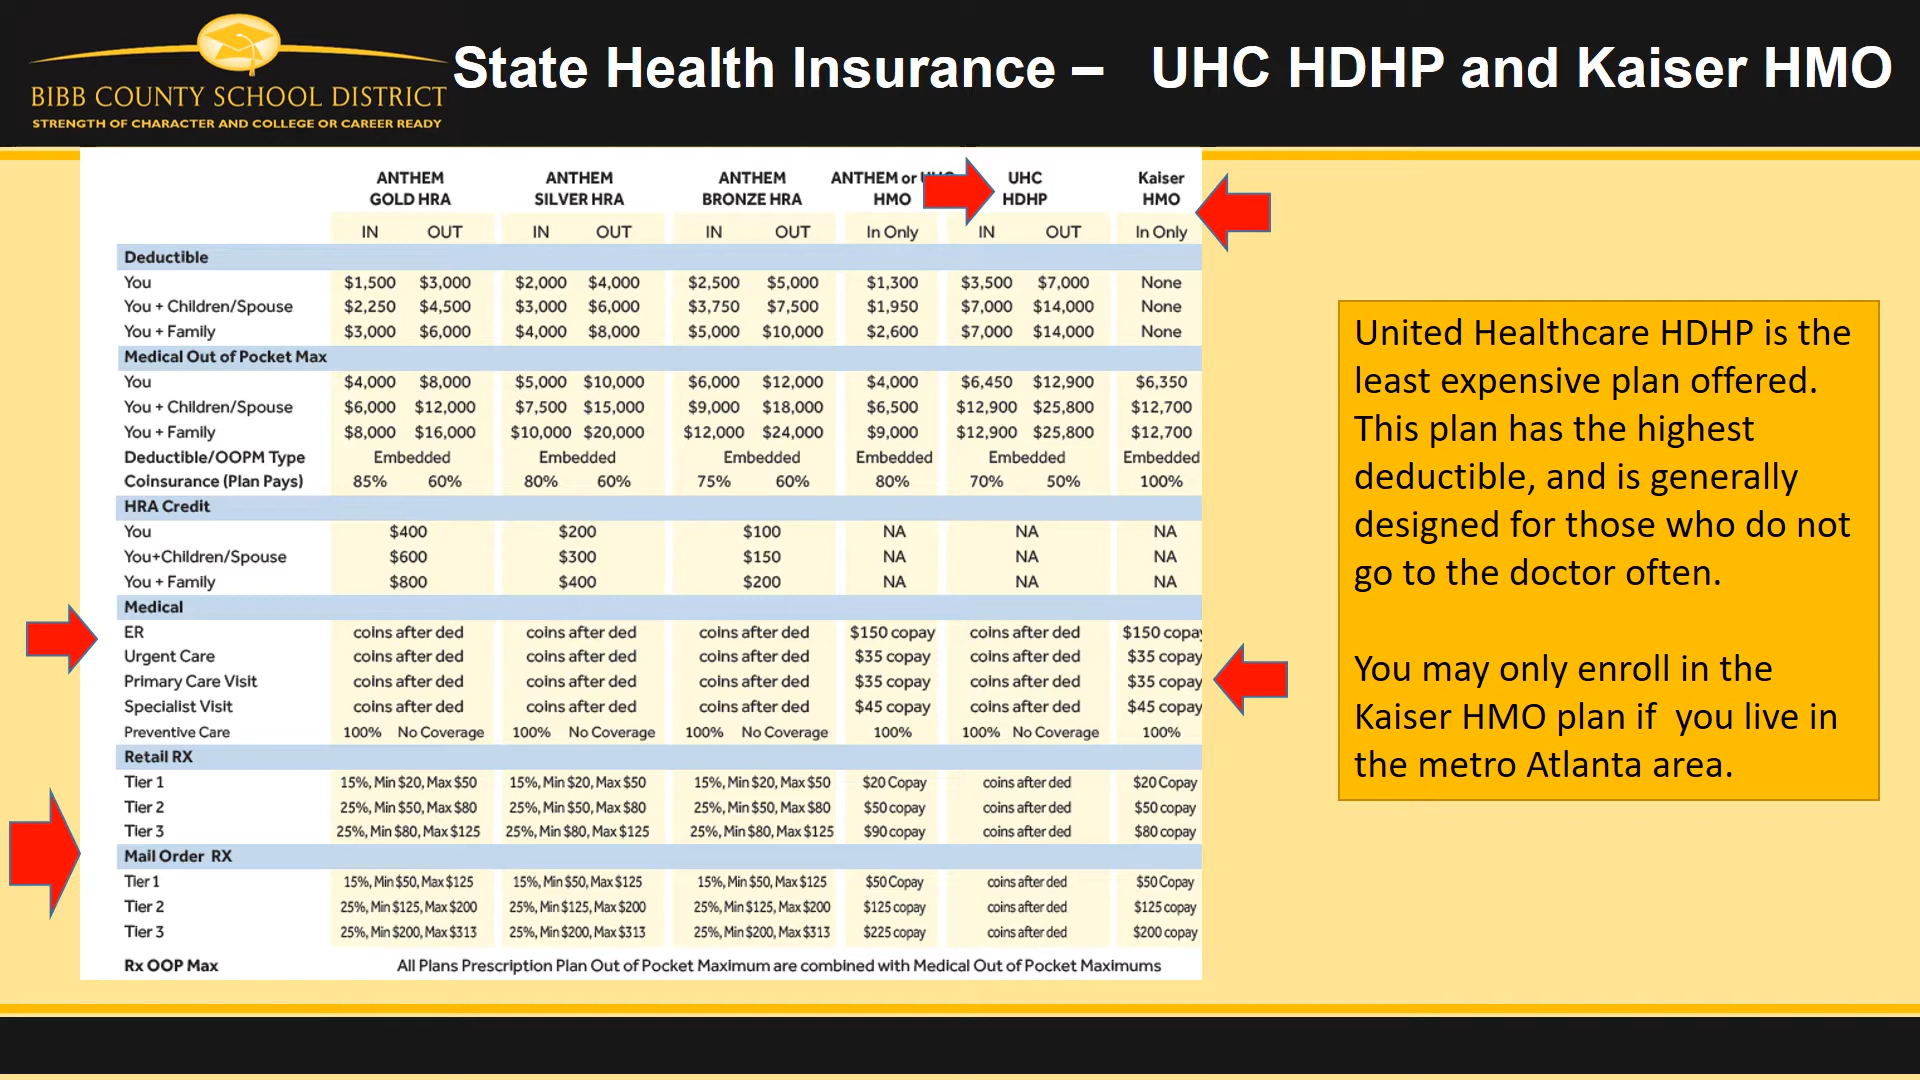 BIBB COUNTY SCHOOL DISTRICT
STRENGTH OF CHARACTER AND COLLEGE OR CAREER READY
State Health Insurance – UHC HDHP and Kaiser HMO
ANTHEM GOLD HRA ANTHEM SILVER HRA ANTHEM BRONZE HRA ANTHEM or HMO UHC HDHP Kaiser HMO
IN OUT IN OUT IN OUT In Only IN OUT In Only
Deductible
You $1,500 $3,000 $2,000 $4,000 $2,500 $5,000 $1,300 $3,500 $7,000 None
You + Children/Spouse $2,250 $4,500 $3,000 $6,000 $3,750 $7,500 $1,950 $7,000 $14,000 None
You + Family $3,000 $6,000 $4,000 $8,000 $5,000 $10,000 $2,600 $7,000 $14,000 None
Medical Out of Pocket Max
You $4,000 $8,000 $5,000 $10,000 $6,000 $12,000 $4,000 $6,450 $12,900 $6,350
You + Children/Spouse $6,000 $12,000 $7,500 $15,000 $9,000 $18,000 $6,500 $12,900 $25,800 $12,700
You + Family $8,000 $16,000 $10,000 $20,000 $12,000 $24,000 $9,000 $12,900 $25,800 $12,700
Deductible/OOPM Type Embedded Embedded Embedded Embedded Embedded Embedded
Coinsurance (Plan Pays) 85% 60% 80% 60% 75% 60% 80% 70% 50% 100%
HRA Credit
You $400 $200 $100 NA NA NA
You+Children/Spouse $600 $300 $150 NA NA NA
You + Family $800 $400 $200 NA NA NA
Medical
ER coins after ded coins after ded coins after ded $150 copay coins after ded $150 copay
Urgent Care coins after ded coins after ded coins after ded $35 copay coins after ded $35 copay
Primary Care Visit coins after ded coins after ded coins after ded $35 copay coins after ded $35 copay
Specialist Visit coins after ded coins after ded coins after ded $45 copay coins after ded $45 copay
Preventive Care 100% No Coverage 100% No Coverage 100% No Coverage 100% 100% No Coverage 100%
Retail RX
Tier 1 15%, Min $20, Max $50 15%, Min $20, Max $50 15%, Min $20, Max $50 $20 Copay coins after ded $20 Copay
Tier 2 25%, Min $50, Max $80 25%, Min $50, Max $80 25%, Min $50, Max $80 $50 copay coins after ded $50 copay
Tier 3 25%, Min $80, Max $125 25%, Min $80, Max $125 25%, Min $80, Max $125 $90 copay coins after ded $80 copay
Mail Order RX
Tier 1 15%, Min $50, Max $125 15%, Min $50, Max $125 15%, Min $50, Max $125 $50 Copay coins after ded $50 Copay
Tier 2 25%, Min $125, Max $200 25%, Min $125, Max $200 25%, Min $125, Max $200 $125 copay coins after ded $125 copay
Tier 3 25%, Min $200, Max $313 25%, Min $200, Max $313 25%, Min $200, Max $313 $225 copay coins after ded $200 copay
Rx OOP Max All Plans Prescription Plan Out of Pocket Maximum are combined with Medical Out of Pocket Maximums
United Healthcare HDHP is the
least expensive plan offered.
This plan has the highest
deductible, and is generally
designed for those who do not
go to the doctor often.
You may only enroll in the
Kaiser HMO plan if you live in
the metro Atlanta area.